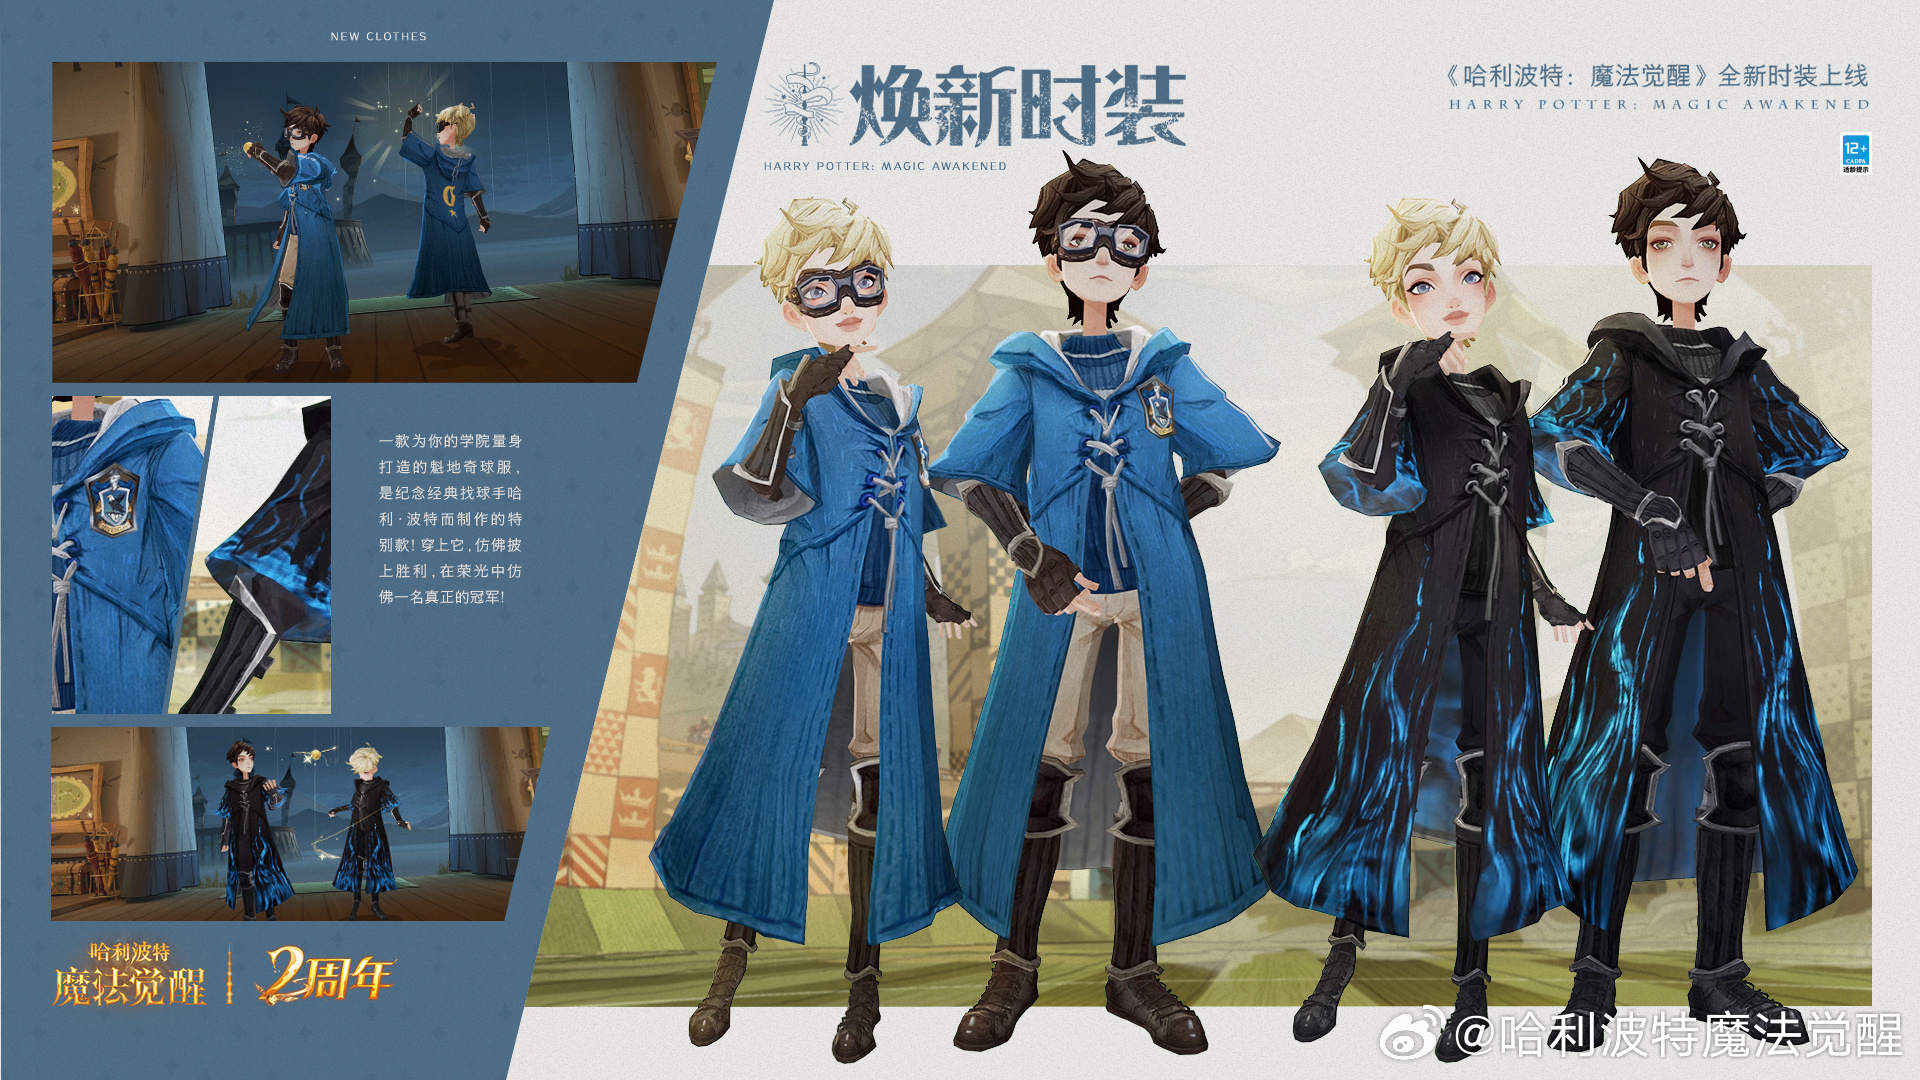 NEW CLOTHES
焕新时装
HARRY POTTER: MAGIC AWAKENED
《哈利波特：魔法觉醒》全新时装上线
HARRY POTTER: MAGIC AWAKENED
12+
CADPA
适龄提示
一款为你的学院量身
打造的魁地奇球服，
是纪念经典找球手哈
利·波特而制作的特
别款！穿上它，仿佛披
上胜利，在荣光中仿
佛一名真正的冠军！
哈利波特
魔法觉醒
2周年
@哈利波特魔法觉醒